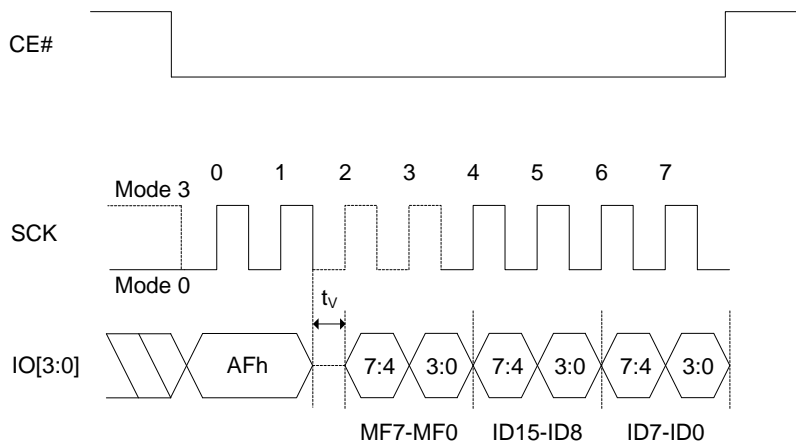 CE#
0 1 2 3 4 5 6 7
Mode 3
SCK
Mode 0
tV
IO[3:0]
AFh
7:4 3:0 7:4 3:0 7:4 3:0
MF7-MF0 ID15-ID8 ID7-ID0